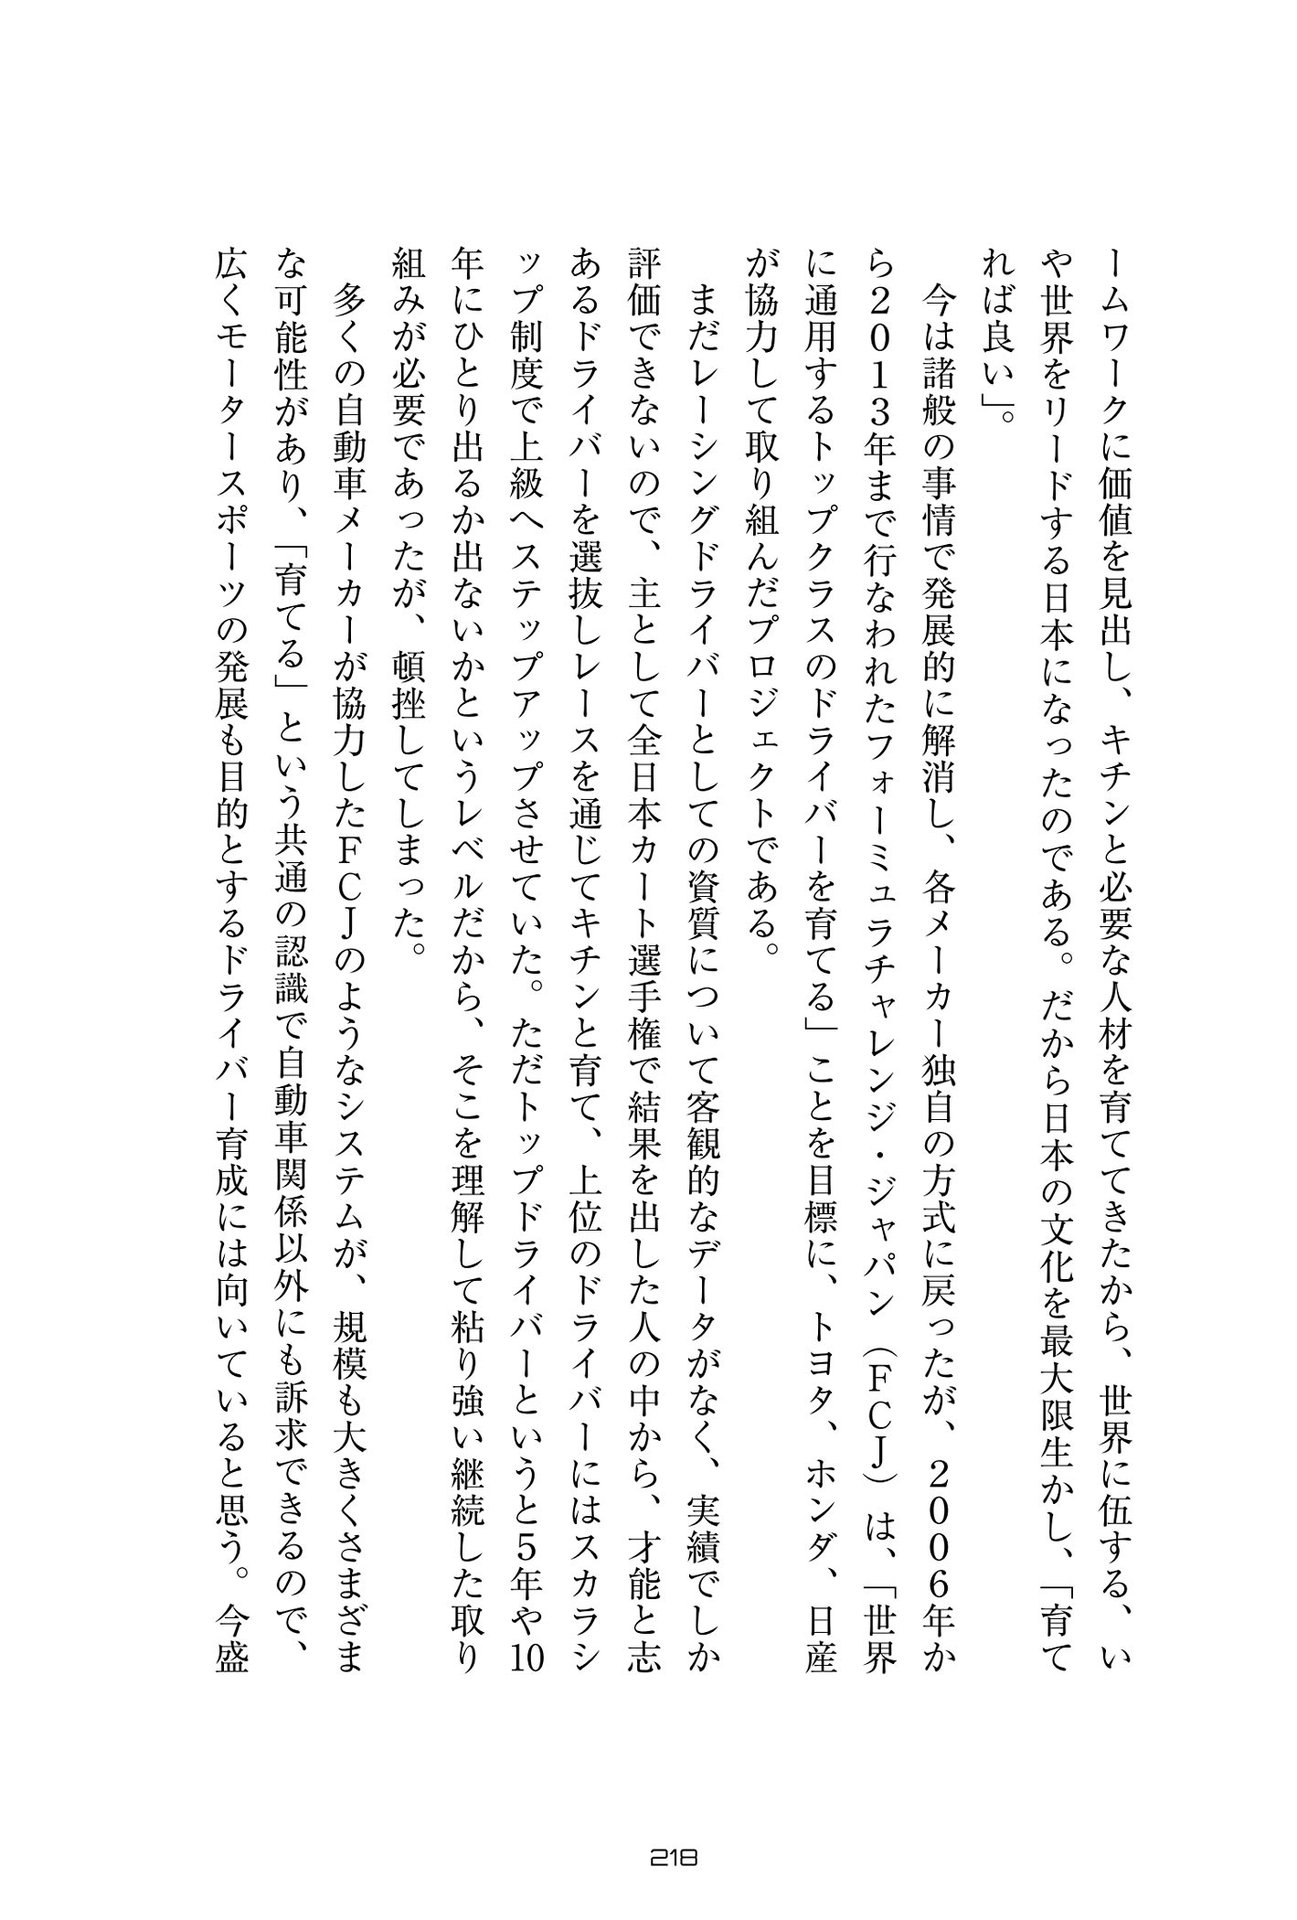 ームワークに価値を見出し、キチンと必要な人材を育ててきたから、世界に伍する、い
や世界をリードする日本になったのである。だから日本の文化を最大限生かし、「育て
れば良い」。
今は諸般の事情で発展的に解消し、各メーカー独自の方式に戻ったが、2006年か
ら2013年まで行なわれたフォーミュラチャレンジ・ジャパン（FCJ）は、「世界
に通用するトップクラスのドライバーを育てる」ことを目標に、トヨタ、ホンダ、日産
が協力して取り組んだプロジェクトである。
まだレーシングドライバーとしての資質について客観的なデータがなく、実績でしか
評価できないので、主として全日本カート選手権で結果を出した人の中から、才能と志
あるドライバーを選抜しレースを通じてキチンと育て、上位のドライバーにはスカラシ
ップ制度で上級へステップアップさせていた。ただトップドライバーというと5年や10
年にひとり出るか出ないかというレベルだから、そこを理解して粘り強い継続した取り
組みが必要であったが、頓挫してしまった。
多くの自動車メーカーが協力したFCJのようなシステムが、規模も大きくさまざま
な可能性があり、「育てる」という共通の認識で自動車関係以外にも訴求できるので、
広くモータースポーツの発展も目的とするドライバー育成には向いていると思う。今盛
218